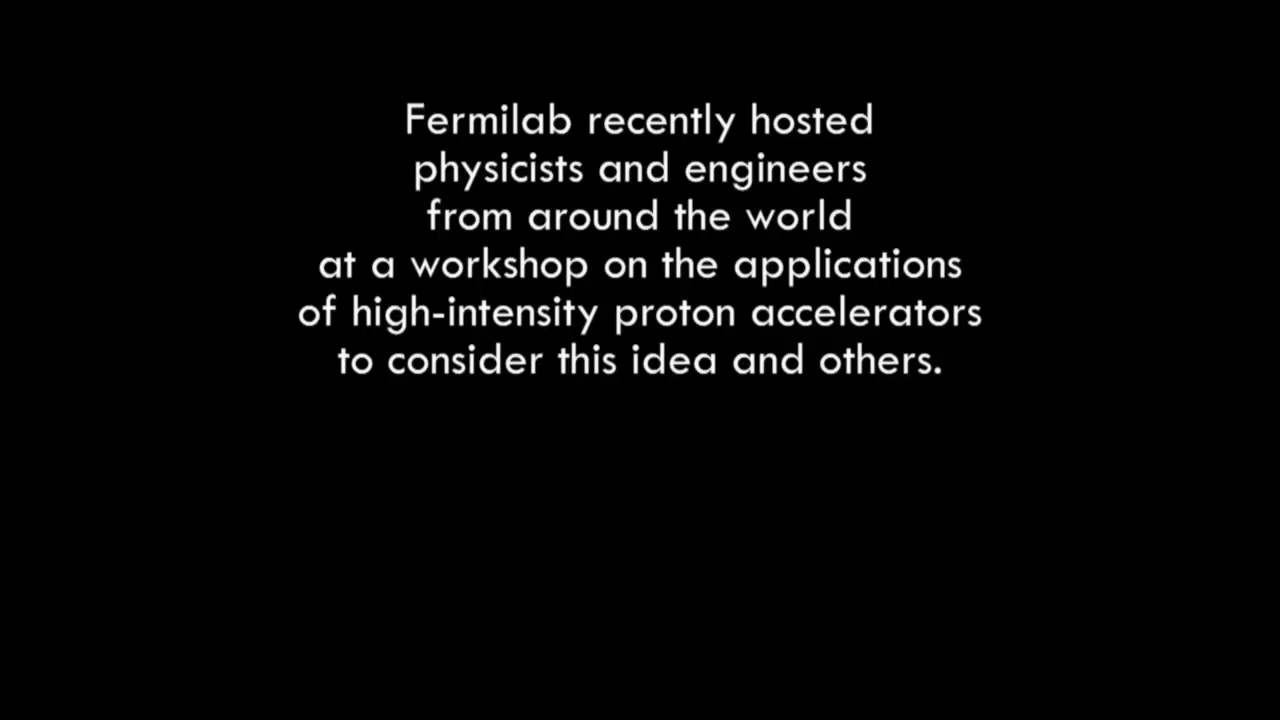 Fermilab recently hosted
physicists and engineers
from around the world
at a workshop on the applications
of high-intensity proton accelerators
to consider this idea and others.